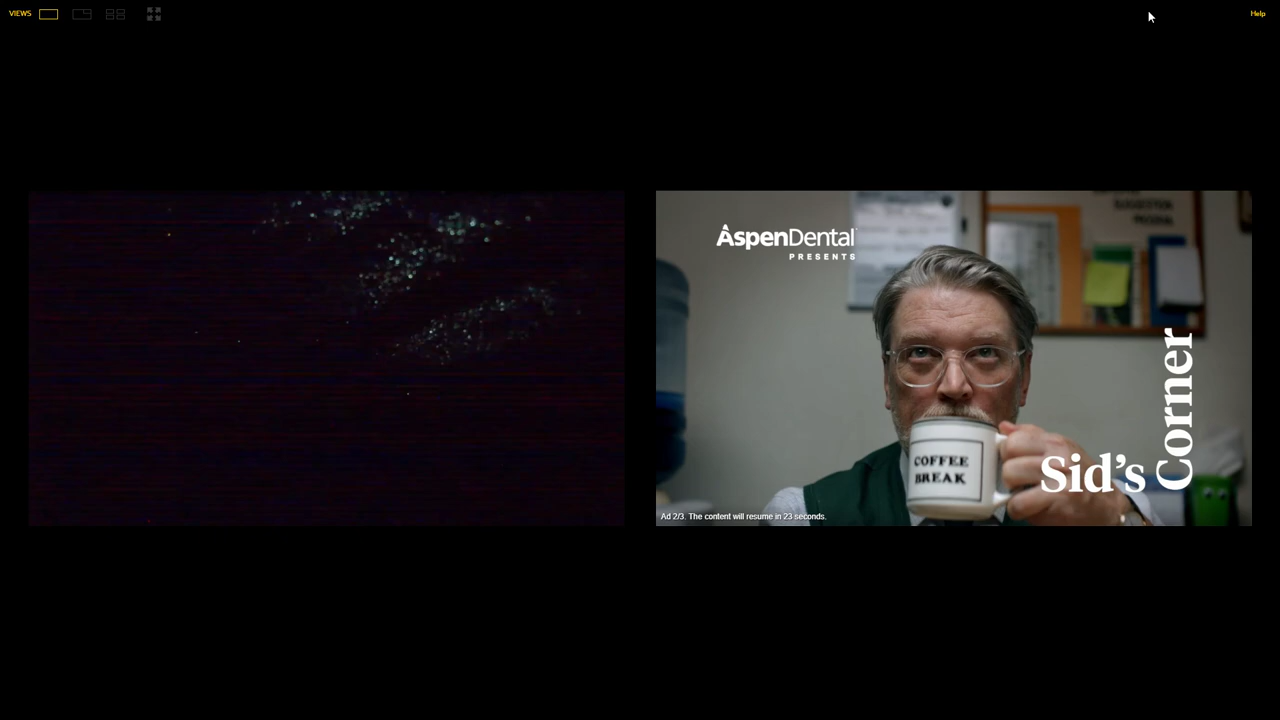 VIEWS
Help
AspenDental
PRESENTS
COFFEE
BREAK
Sid's
Corner
Ad 2/3. The content will resume in 23 seconds.